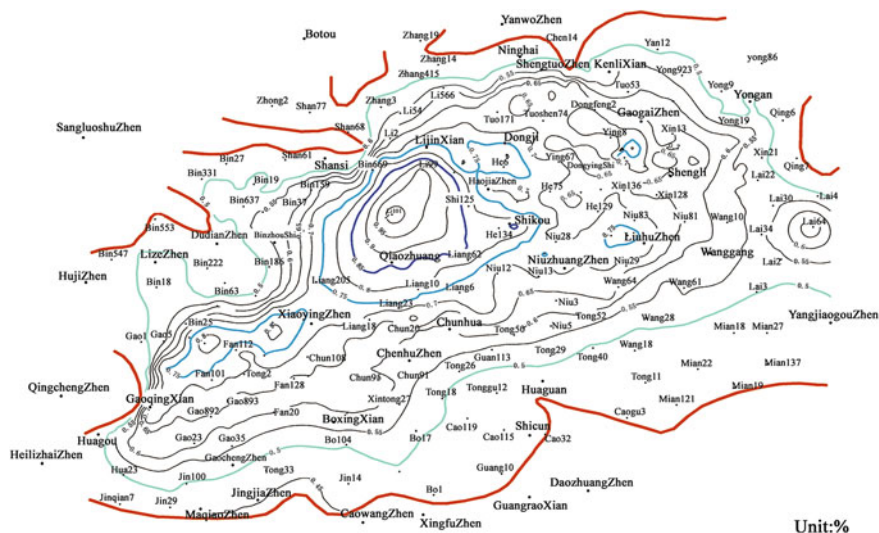 YanwoZhen
Botou
Zhang19
Chen14
Ninghai
Yan12
Zhang14
ShengtuoZhen KenliXian
yong86
Zhang415
Yong923
Tuo53
Yong9
Li566
Yongan
Zhong2
Zhang3
Dongfeng2
Shan77
Li54
Tuoshen74
GaogaiZhen
Tuo171
Yong19
Qing6
SangluoshuZhen
Shan68
Li2
Ying8
Xin13
LijinXian
Dongji
Bin27
Shan61
Shansi
Bin669
Ying67
Xin21
Qing7
Bin331
Bin19
DongyingShi
Shengli
Lai22
Bin159
HaojiaZhen
He75
Xin136
Xin128
Lai4
Bin637
Bin37
Shi125
He129
Lai30
Bin553
Shikou
Niu83
Niu81
Wang10
Lai64
DudianZhen
BinzhouShi
He134
Niu28
LiuhuZhen
Lai34
Bin547
LizeZhen
Liang62
Wanggang
HujiZhen
Bin222
Bin186
Qiaozhuang
NiuzhuangZhen
Niu29
Lai2
Bin18
Bin63
Liang205
Liang10
Liang6
Niu12
Niu13
Wang64
Wang61
Lai3
Liang23
Niu3
Bin25
XiaoyingZhen
Liang18
Chun20
Chunhua
Tong50
Niu5
Tong52
Wang28
YangjiaogouZhen
Gao1
Gao5
Fan112
Mian18
Mian27
Chun108
ChenhuZhen
Guan113
Tong29
Tong40
Wang18
Fan101
Tong2
Chun91
Tong26
Mian22
Mian137
QingchengZhen
Fan128
Tong18
Tonggu12
Huaguan
Tong11
Mian19
GaoqingXian
Gao892
Gao893
Fan20
Xintong27
Mian121
BoxingXian
Caogu3
Huagou
Gao23
Gao35
Bo104
Bo17
Cao119
Cao115
Shicun
Cao32
HeilizhaiZhen
GaochengZhen
Hua23
Jin100
Tong33
Jin14
Guang10
Jinqian7
Jin29
JingjiaZhen
Bo1
DaozhuangZhen
MaqiaoZhen
CaowangZhen
XingfuZhen
GuangraoXian
Unit:%